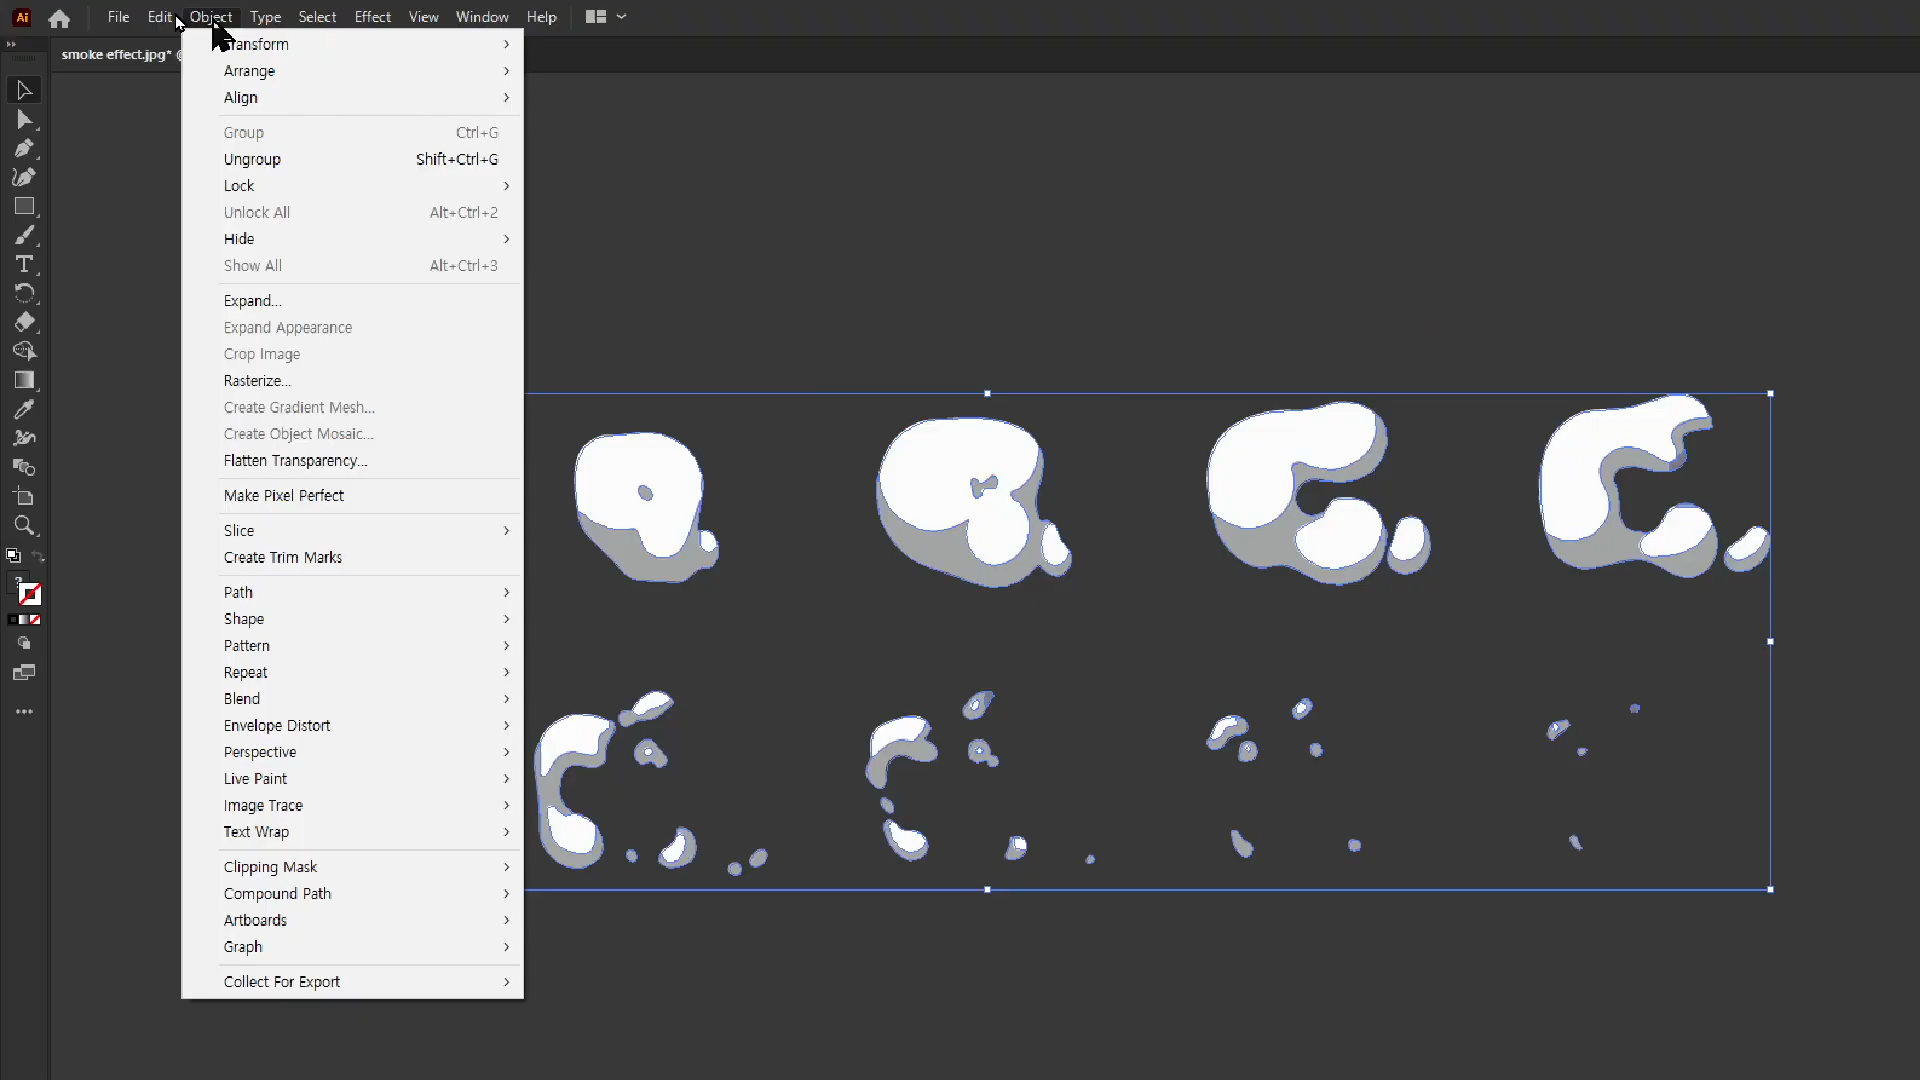 Ai
File Edit Object Type Select Effect View Window Help
smoke effect.jpg*
Transform
Arrange
Align
Group Ctrl+G
Ungroup Shift+Ctrl+G
Lock
Unlock All Alt+Ctrl+2
Hide
Show All Alt+Ctrl+3
Expand...
Expand Appearance
Crop Image
Rasterize...
Create Gradient Mesh...
Create Object Mosaic...
Flatten Transparency...
Make Pixel Perfect
Slice
Create Trim Marks
Path
Shape
Pattern
Repeat
Blend
Envelope Distort
Perspective
Live Paint
Image Trace
Text Wrap
Clipping Mask
Compound Path
Artboards
Graph
Collect For Export